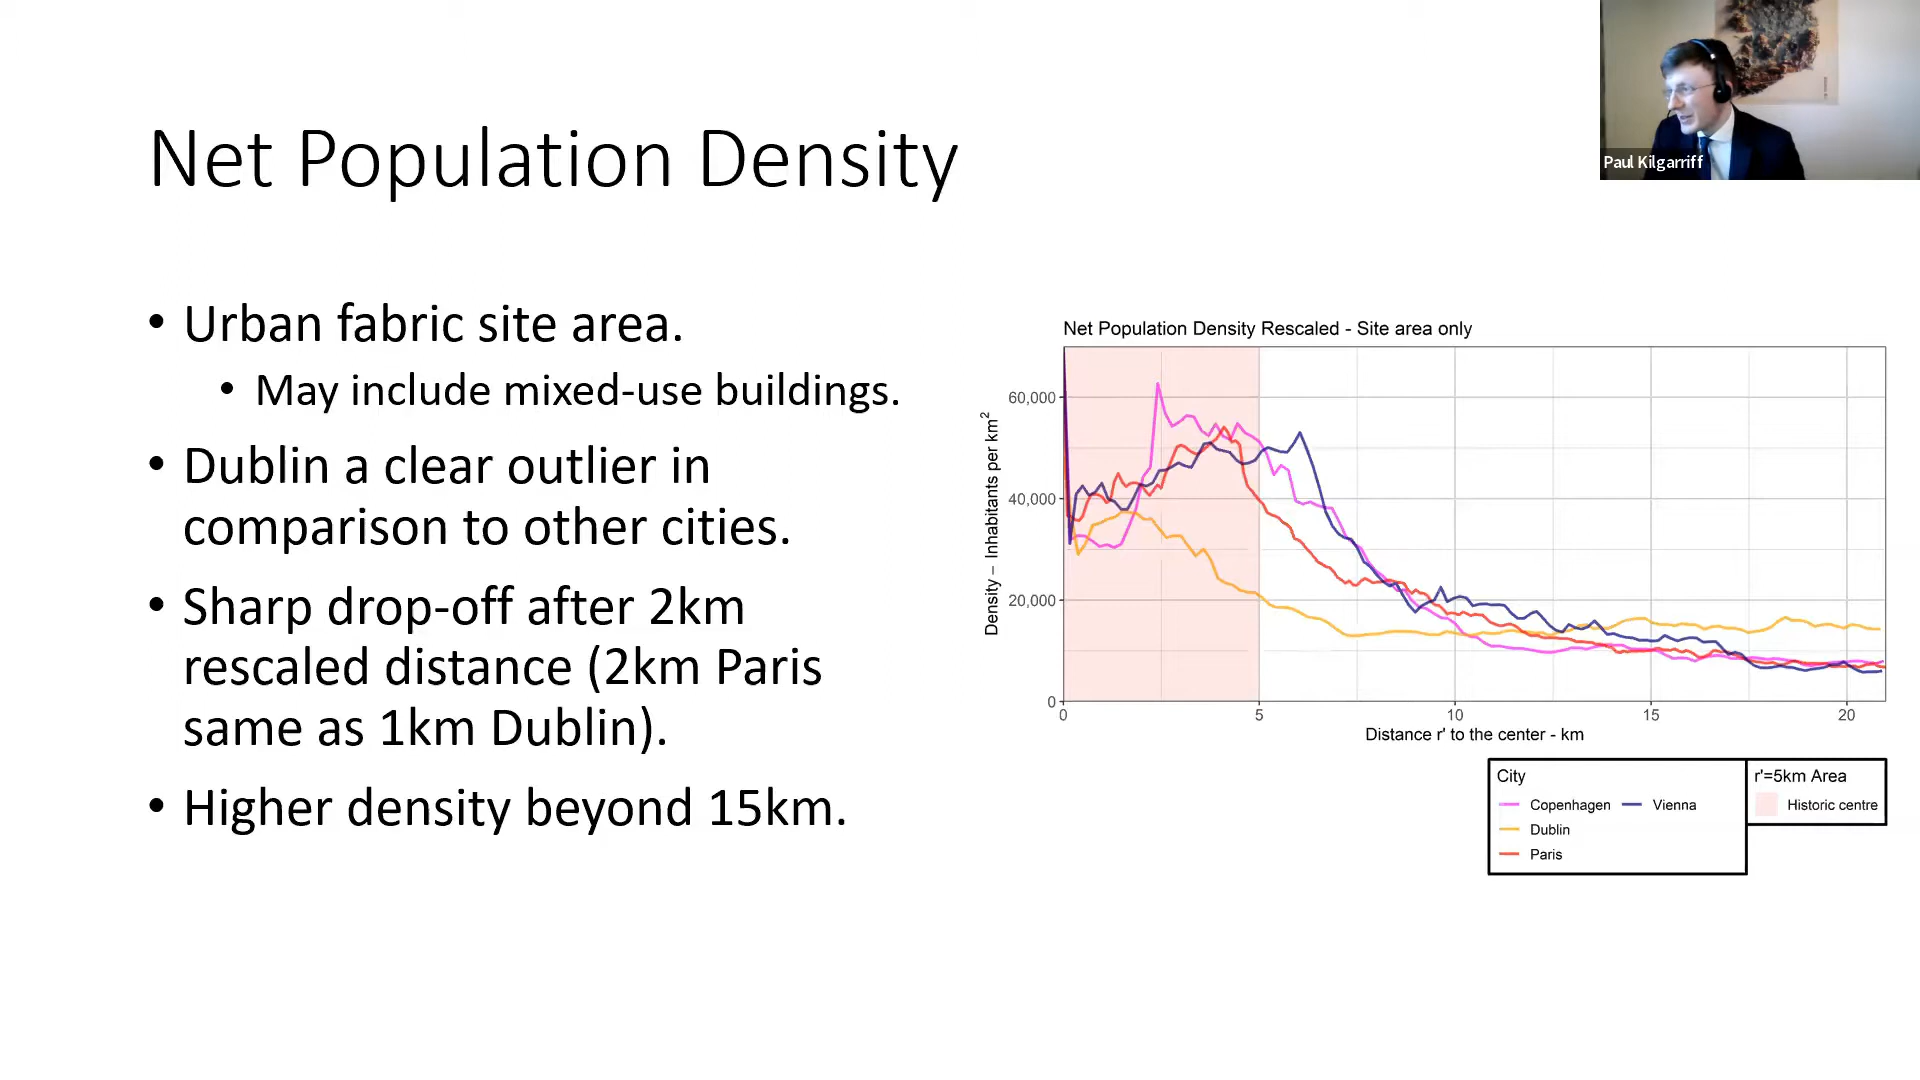 Paul Kilgarriff
Net Population Density
• Urban fabric site area.
• May include mixed-use buildings.
• Dublin a clear outlier in
comparison to other cities.
• Sharp drop-off after 2km
rescaled distance (2km Paris
same as 1km Dublin).
• Higher density beyond 15km.
Net Population Density Rescaled - Site area only
Density – Inhabitants per km²
60,000
40,000
20,000
0
0 5 10 15 20
Distance r' to the center - km
City
Copenhagen Vienna
Dublin
Paris
r'=5km Area
Historic centre